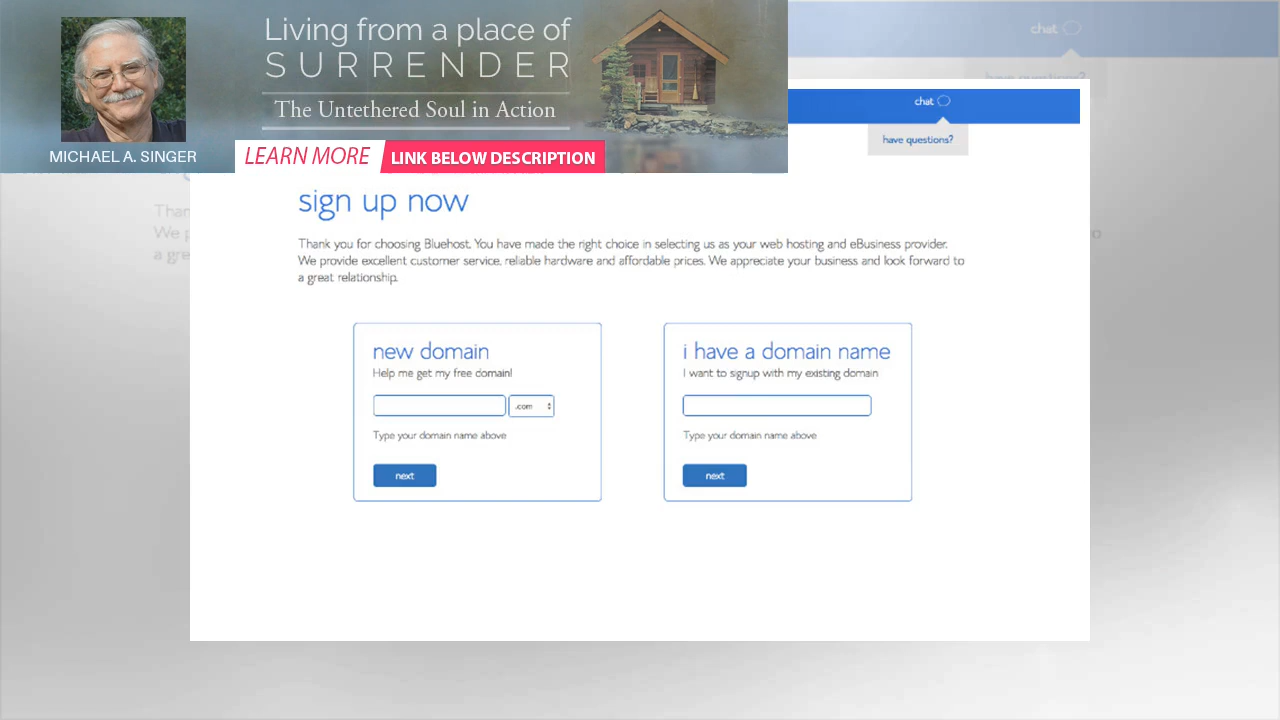 Living from a place of
SURRENDER
The Untethered Soul in Action
MICHAEL A. SINGER
LEARN MORE LINK BELOW DESCRIPTION
chat
have questions?
chat
have questions?
sign up now
Thank you for choosing Bluehost. You have made the right choice in selecting us as your web hosting and eBusiness provider.
We provide excellent customer service, reliable hardware and affordable prices. We appreciate your business and look forward to
a great relationship.
new domain
Help me get my free domain!
.com
Type your domain name above
next
i have a domain name
I want to signup with my existing domain
Type your domain name above
next